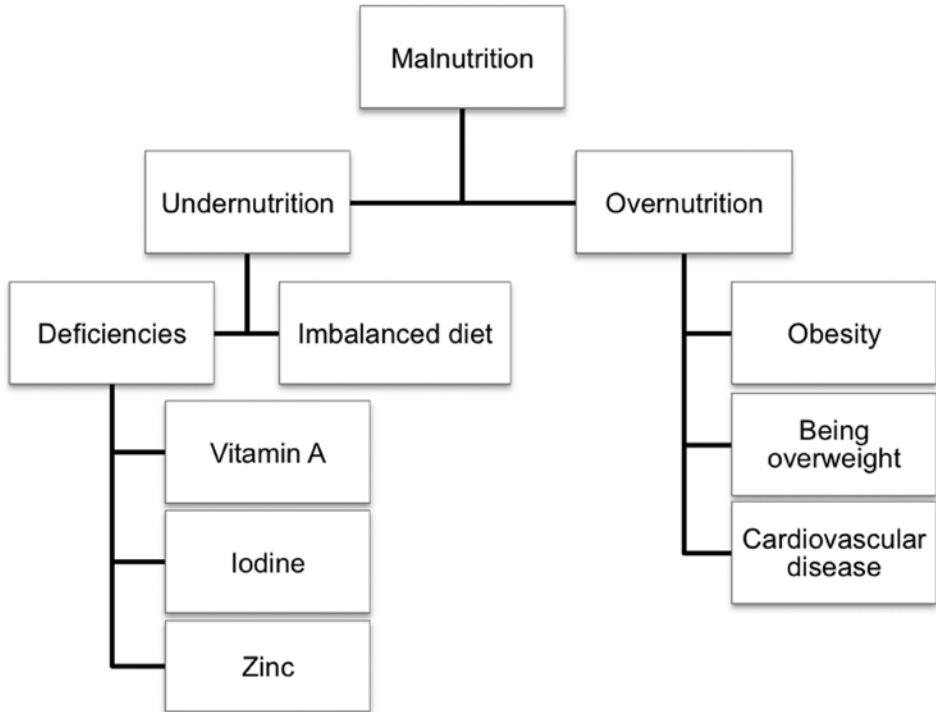 Malnutrition
Undernutrition
Overnutrition
Deficiencies
Imbalanced diet
Obesity
Being
overweight
Cardiovascular
disease
Vitamin A
Iodine
Zinc